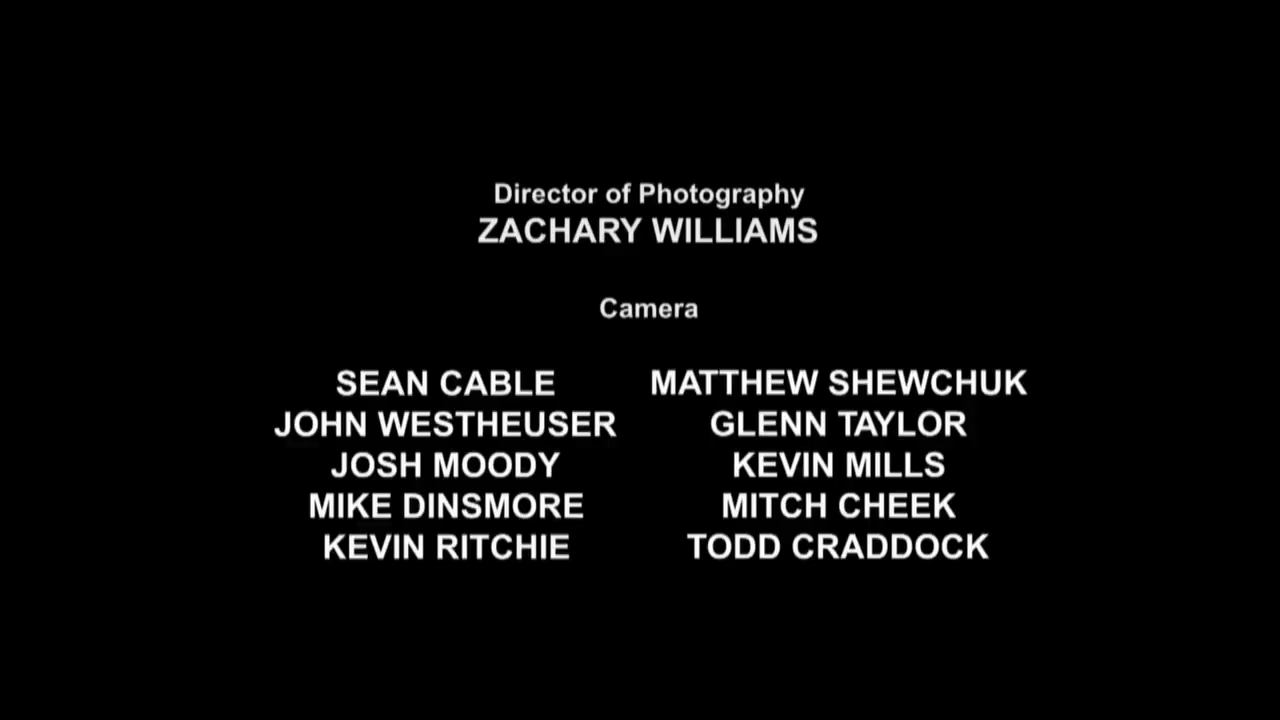 Director of Photography
ZACHARY WILLIAMS
Camera
SEAN CABLE MATTHEW SHEWCHUK
JOHN WESTHEUSER GLENN TAYLOR
JOSH MOODY KEVIN MILLS
MIKE DINSMORE MITCH CHEEK
KEVIN RITCHIE TODD CRADDOCK